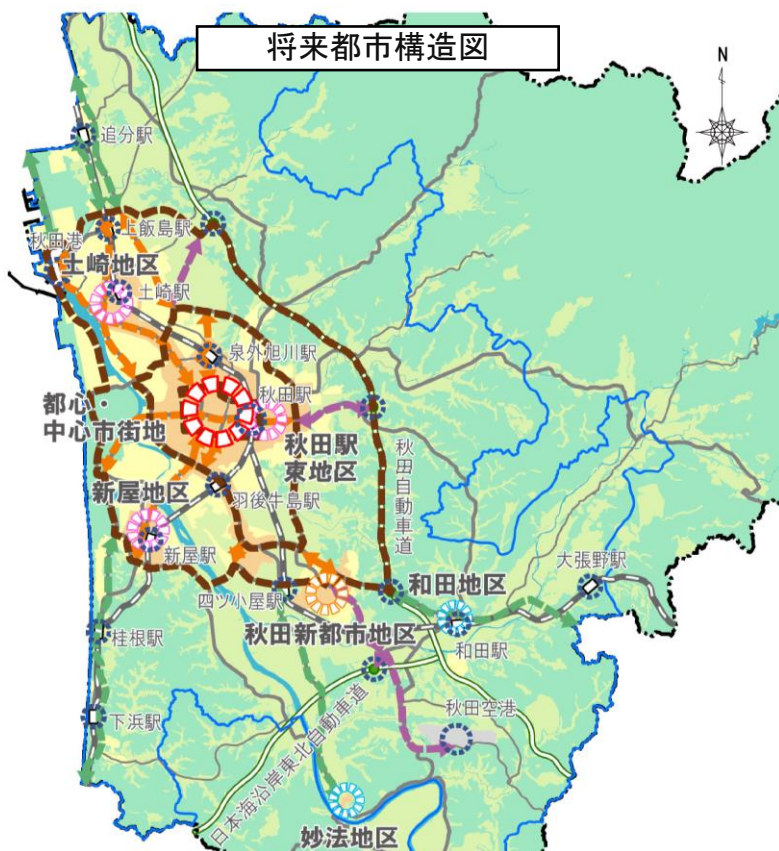 将来都市構造図
N
追分駅
上飯島駅
秋田港
土崎地区
土崎駅
泉外旭川駅
秋田駅
都心・
中心市街地
秋田駅
東地区
秋田自動車道
新屋地区
羽後牛島駅
新屋駅
大張野駅
四ツ小屋駅
和田地区
秋田新都市地区
和田駅
桂根駅
秋田空港
下浜駅
日本海沿岸東北自動車道
妙法地区